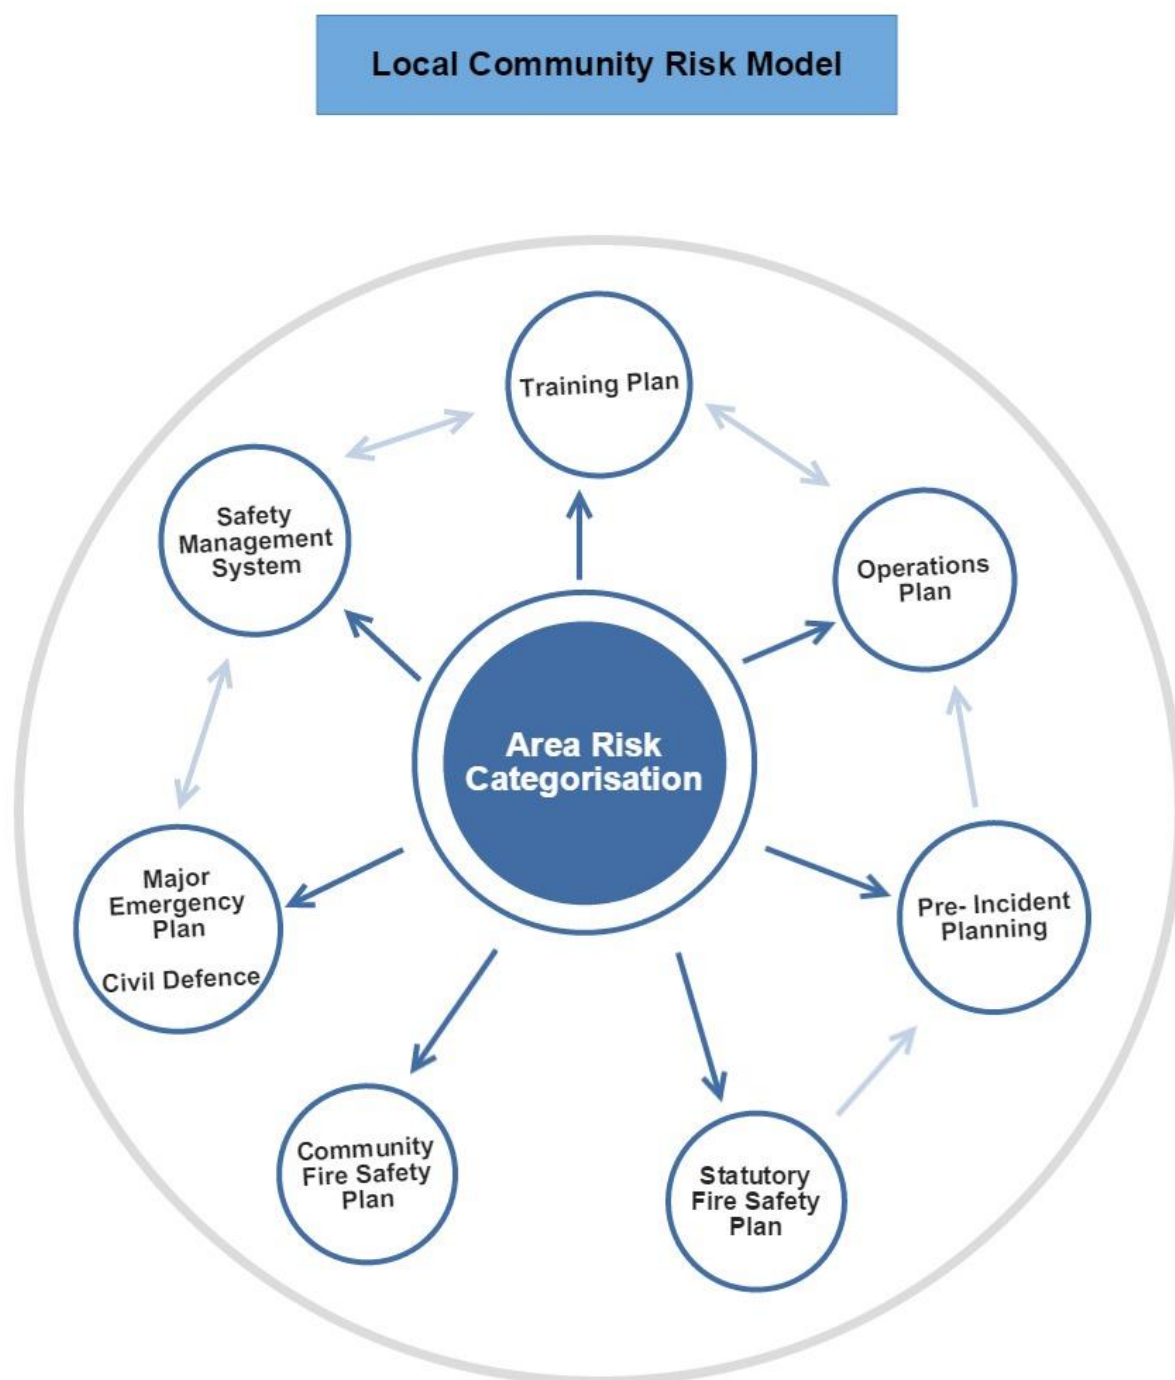 Local Community Risk Model
Training Plan
Safety
Management
System
Operations
Plan
Area Risk
Categorisation
Major
Emergency
Plan
Civil Defence
Pre- Incident
Planning
Community
Fire Safety
Plan
Statutory
Fire Safety
Plan